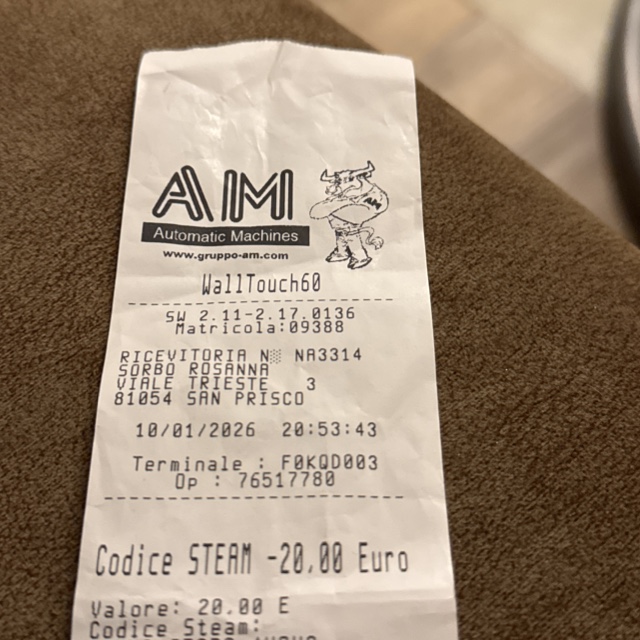 AM
Automatic Machines
www.gruppo-am.com
WallTouch60
SW 2.11-2.17.0136
Matricola:09388
RICEVITORIA N▒ NA3314
SORBO ROSANNA
VIALE TRIESTE 3
81054 SAN PRISCO
10/01/2026 20:53:43
Terminale : F0KQD003
Op : 76517780
Codice STEAM -20.00 Euro
Valore: 20.00 E
Codice Steam: